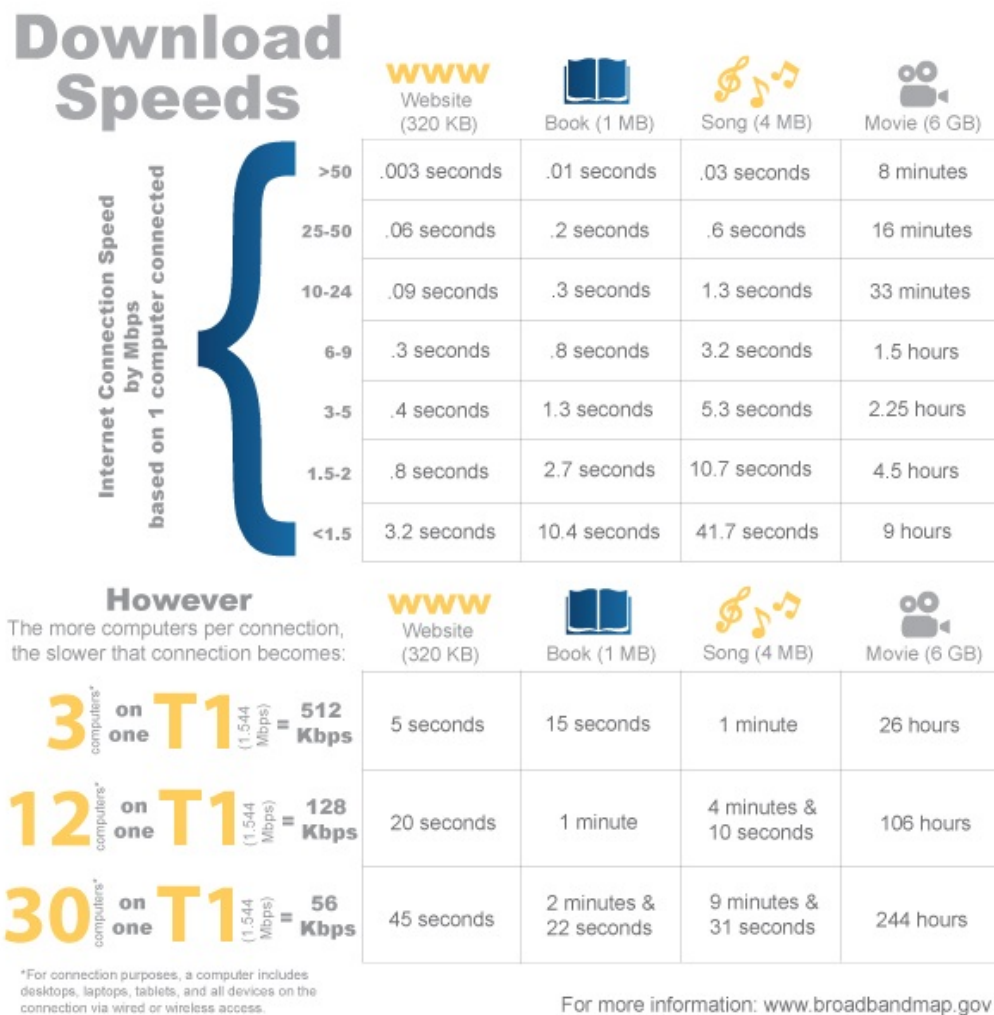 Download
Speeds
www
Website
(320 KB)
Book (1 MB)
Song (4 MB)
Movie (6 GB)
Internet Connection Speed
by Mbps
based on 1 computer connected
>50 .003 seconds .01 seconds .03 seconds 8 minutes
25-50 .06 seconds .2 seconds .6 seconds 16 minutes
10-24 .09 seconds .3 seconds 1.3 seconds 33 minutes
6-9 .3 seconds .8 seconds 3.2 seconds 1.5 hours
3-5 .4 seconds 1.3 seconds 5.3 seconds 2.25 hours
1.5-2 .8 seconds 2.7 seconds 10.7 seconds 4.5 hours
<1.5 3.2 seconds 10.4 seconds 41.7 seconds 9 hours
However
The more computers per connection,
the slower that connection becomes:
www
Website
(320 KB)
Book (1 MB)
Song (4 MB)
Movie (6 GB)
3 computers* on one T1 (1.544 Mbps) = 512 Kbps 5 seconds 15 seconds 1 minute 26 hours
12 computers* on one T1 (1.544 Mbps) = 128 Kbps 20 seconds 1 minute 4 minutes & 10 seconds 106 hours
30 computers* on one T1 (1.544 Mbps) = 56 Kbps 45 seconds 2 minutes & 22 seconds 9 minutes & 31 seconds 244 hours
*For connection purposes, a computer includes
desktops, laptops, tablets, and all devices on the
connection via wired or wireless access.
For more information: www.broadbandmap.gov